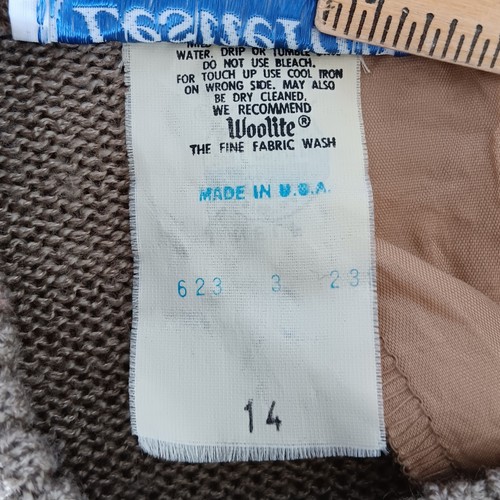 WATER. DRIP OR TUMBLE
DO NOT USE BLEACH.
FOR TOUCH UP USE COOL IRON
ON WRONG SIDE. MAY ALSO
BE DRY CLEANED.
WE RECOMMEND
Woolite®
THE FINE FABRIC WASH
MADE IN U.S.A.
623 3 23
14